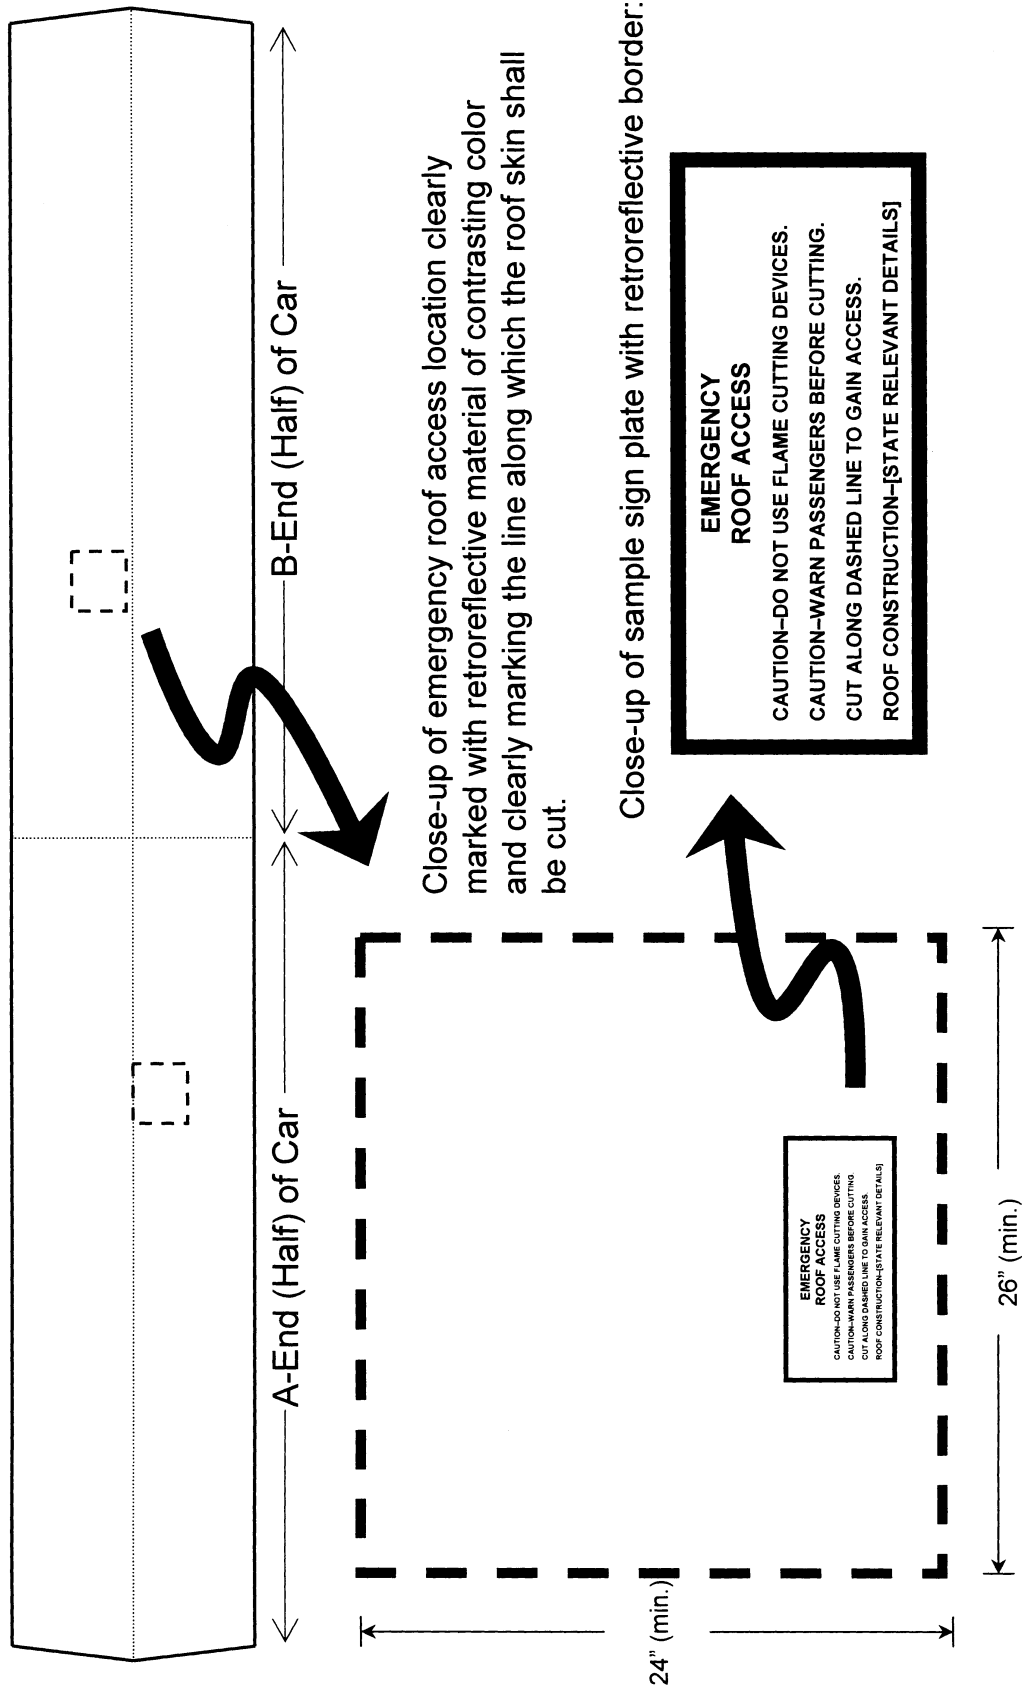 A-End (Half) of Car
B-End (Half) of Car
Close-up of emergency roof access location clearly
marked with retroreflective material of contrasting color
and clearly marking the line along which the roof skin shall
be cut.
Close-up of sample sign plate with retroreflective border:
EMERGENCY
ROOF ACCESS
CAUTION–DO NOT USE FLAME CUTTING DEVICES.
CAUTION–WARN PASSENGERS BEFORE CUTTING.
CUT ALONG DASHED LINE TO GAIN ACCESS.
ROOF CONSTRUCTION–[STATE RELEVANT DETAILS]
24” (min.)
EMERGENCY
ROOF ACCESS
CAUTION–DO NOT USE FLAME CUTTING DEVICES.
CAUTION–WARN PASSENGERS BEFORE CUTTING.
CUT ALONG DASHED LINE TO GAIN ACCESS.
ROOF CONSTRUCTION–[STATE RELEVANT DETAILS]
26” (min.)